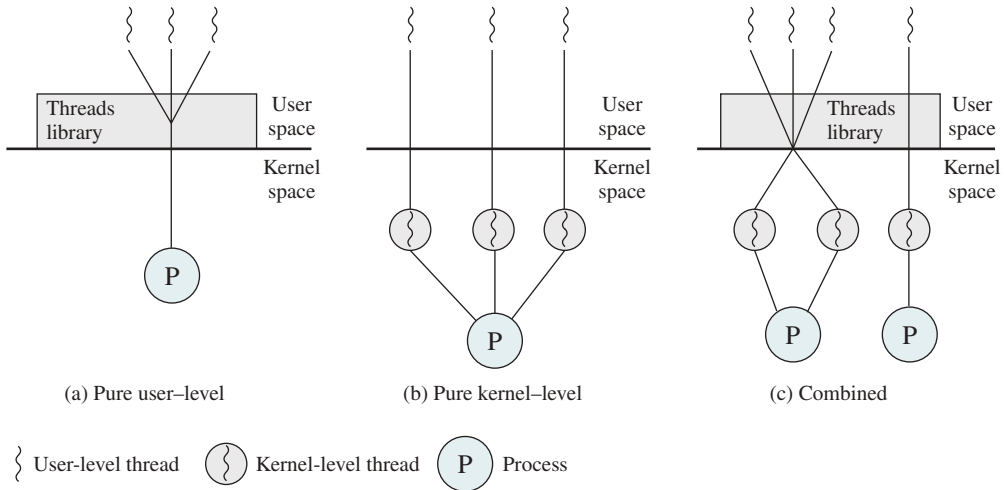 Threads
library
User
space
Kernel
space
P
(a) Pure user–level
User
space
Kernel
space
P
(b) Pure kernel–level
Threads
library
User
space
Kernel
space
P
P
(c) Combined
User-level thread
Kernel-level thread
P
Process